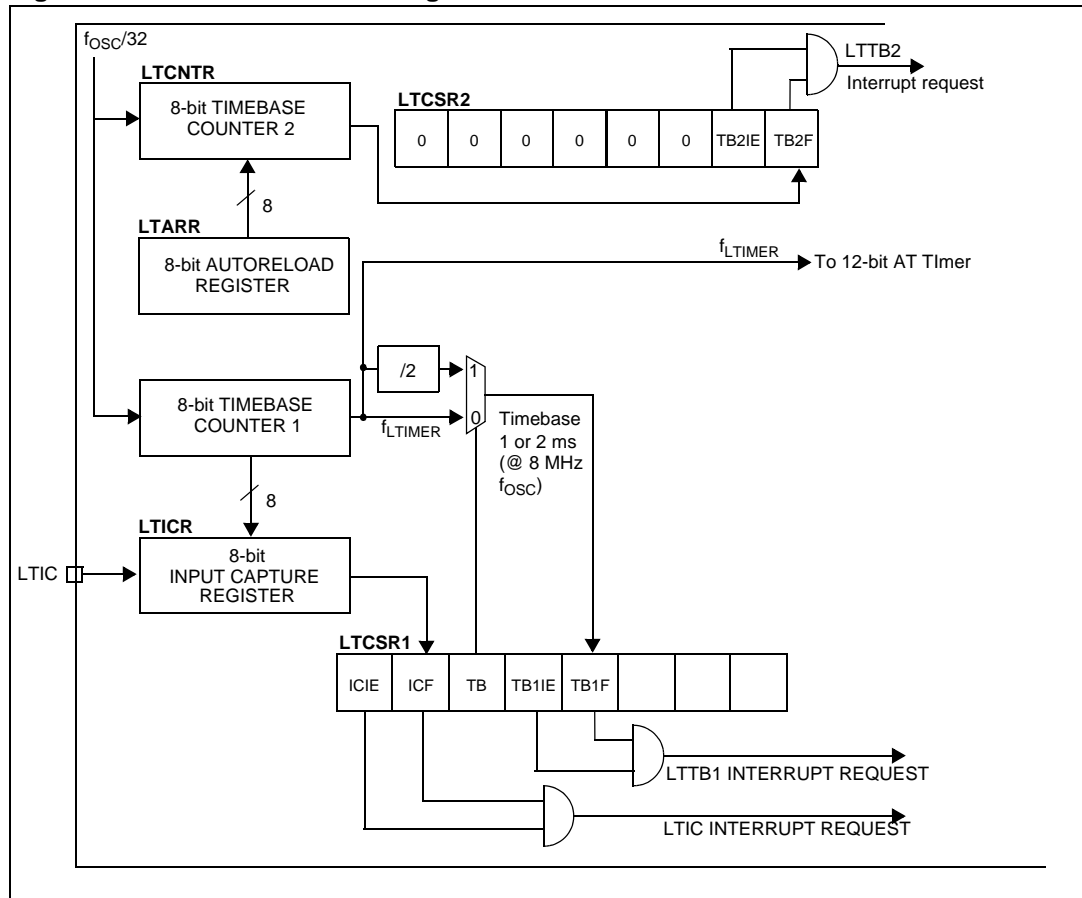 fOSC/32
LTTB2
Interrupt request
LTCNTR
8-bit TIMEBASE
COUNTER 2
LTCSR2
0
0
0
0
0
0
TB2IE
TB2F
8
LTARR
8-bit AUTORELOAD
REGISTER
fLTIMER
To 12-bit AT TImer
/2
1
0
8-bit TIMEBASE
COUNTER 1
fLTIMER
Timebase
1 or 2 ms
(@ 8 MHz
fOSC)
8
LTICR
LTIC
8-bit
INPUT CAPTURE
REGISTER
LTCSR1
ICIE
ICF
TB
TB1IE
TB1F
LTTB1 INTERRUPT REQUEST
LTIC INTERRUPT REQUEST